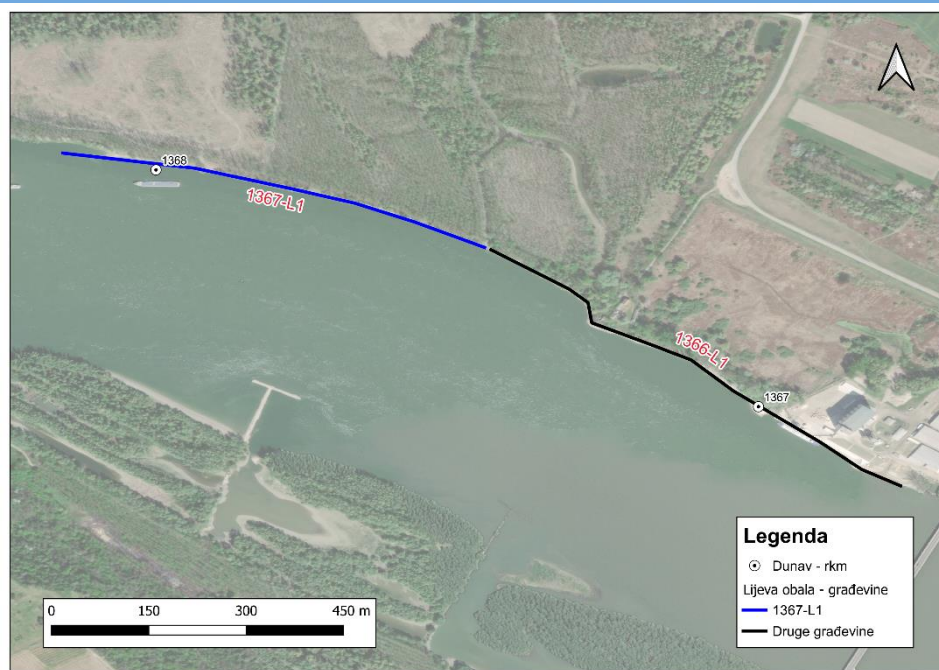 1368
1367-L1
1366-L1
1367
Legenda
Dunav - rkm
Lijeva obala - građevine
1367-L1
Druge građevine
0 150 300 450 m